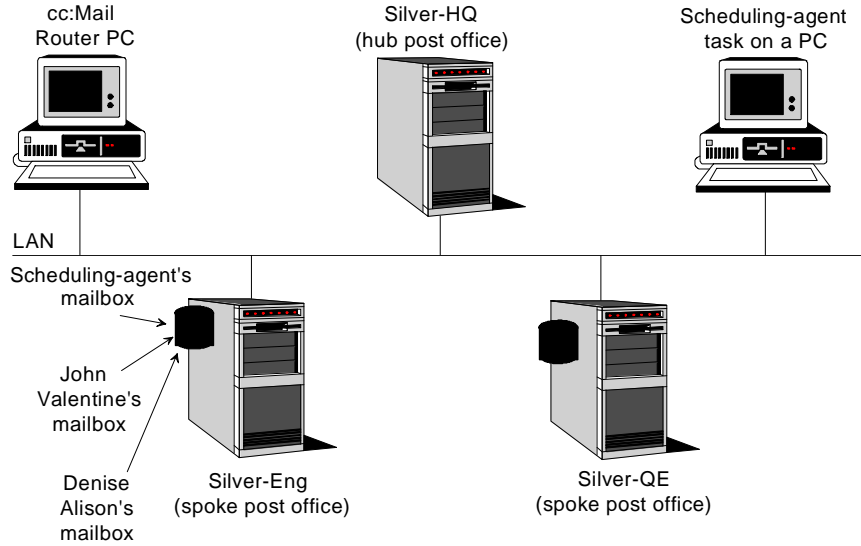 cc:Mail
Router PC
Silver-HQ
(hub post office)
Scheduling-agent
task on a PC
LAN
Scheduling-agent's
mailbox
John
Valentine's
mailbox
Denise
Alison's
mailbox
Silver-Eng
(spoke post office)
Silver-QE
(spoke post office)